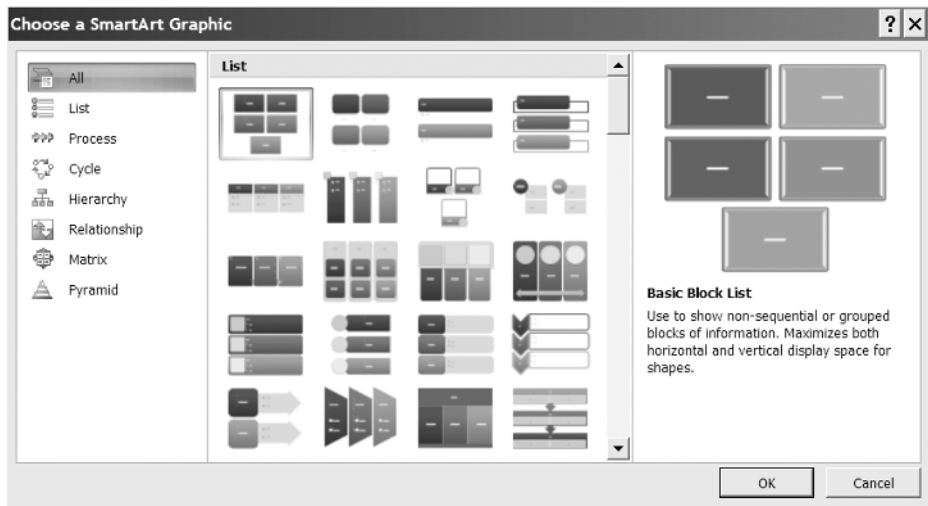 Choose a SmartArt Graphic
All
List
Process
Cycle
Hierarchy
Relationship
Matrix
Pyramid
List
Basic Block List
Use to show non-sequential or grouped
blocks of information. Maximizes both
horizontal and vertical display space for
shapes.
OK
Cancel